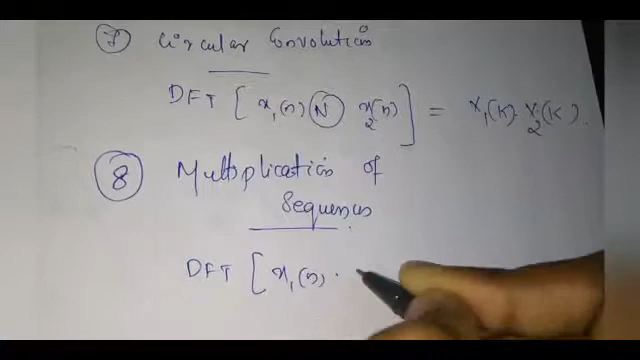 7 Circular Convolution
DFT [ x₁(n) Ⓝ x₂(n) ] = X₁(K) . X₂(K) .
8 Multiplication of
Sequences
DFT [ x₁(n) .